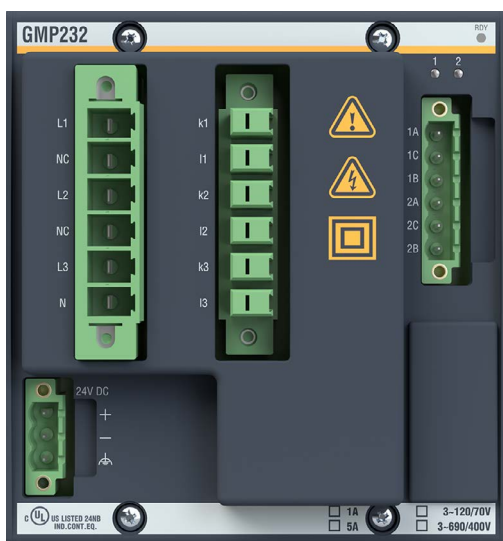 GMP232
RDY
1 2
L1
NC
L2
NC
L3
N
k1
l1
k2
l2
k3
l3
1A
1C
1B
2A
2C
2B
24V DC
+
−
c UL US LISTED 24NB
IND.CONT.EQ.
1A
5A
3~120/70V
3~690/400V